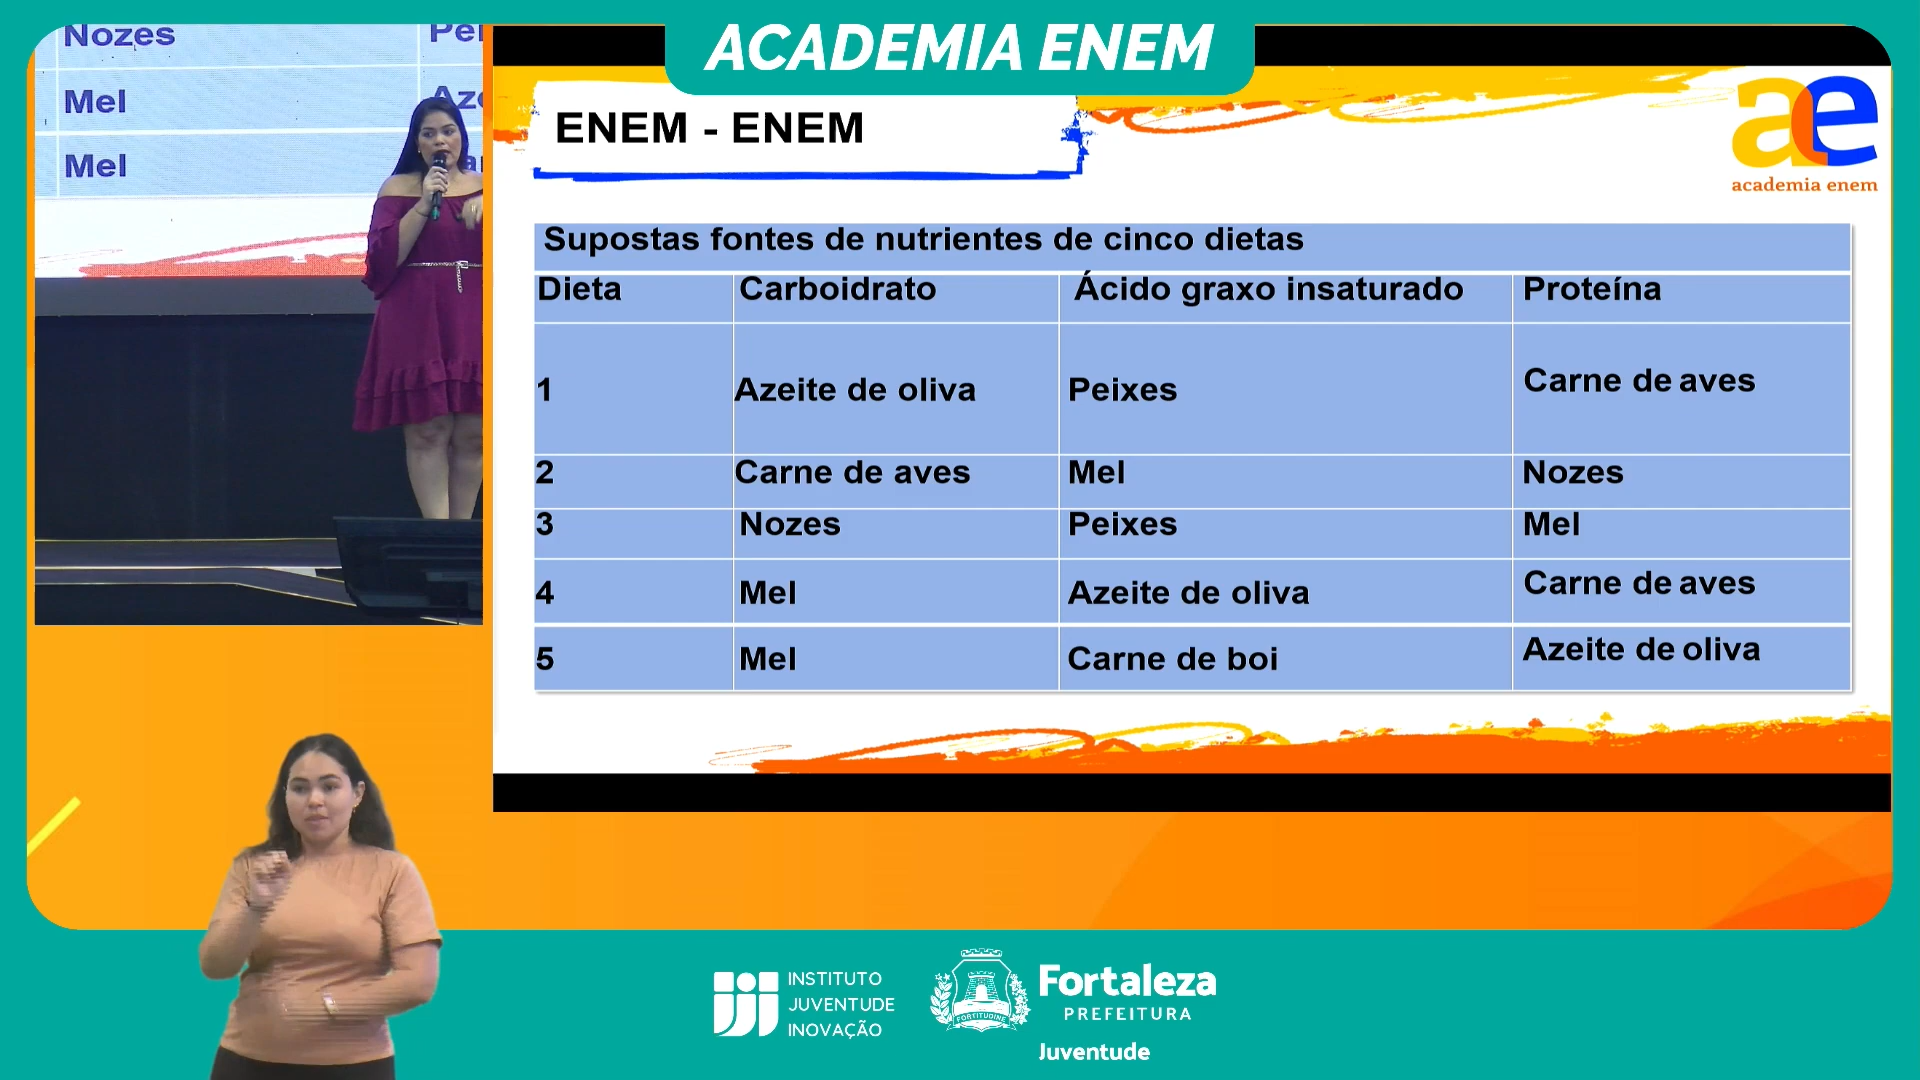 ACADEMIA ENEM
Nozes
Mel
Mel
ENEM - ENEM
ae
academia enem
Supostas fontes de nutrientes de cinco dietas
Dieta Carboidrato Ácido graxo insaturado Proteína
1 Azeite de oliva Peixes Carne de aves
2 Carne de aves Mel Nozes
3 Nozes Peixes Mel
4 Mel Azeite de oliva Carne de aves
5 Mel Carne de boi Azeite de oliva
INSTITUTO
JUVENTUDE
INOVAÇÃO
FORTITUDINE
Fortaleza
PREFEITURA
Juventude